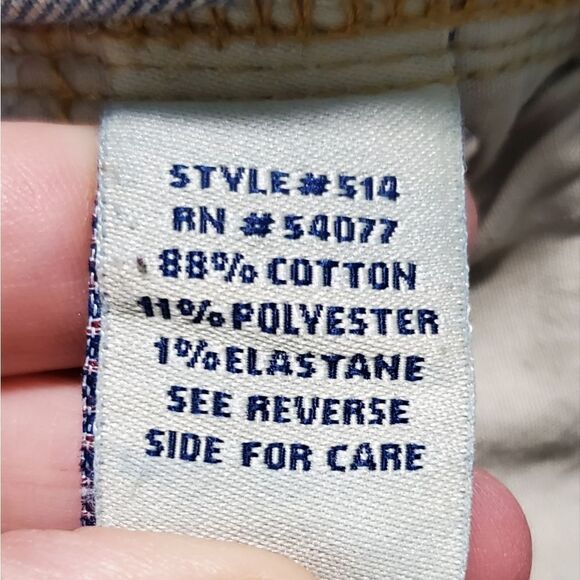 STYLE # 514
RN # 54077
88% COTTON
11% POLYESTER
1% ELASTANE
SEE REVERSE
SIDE FOR CARE